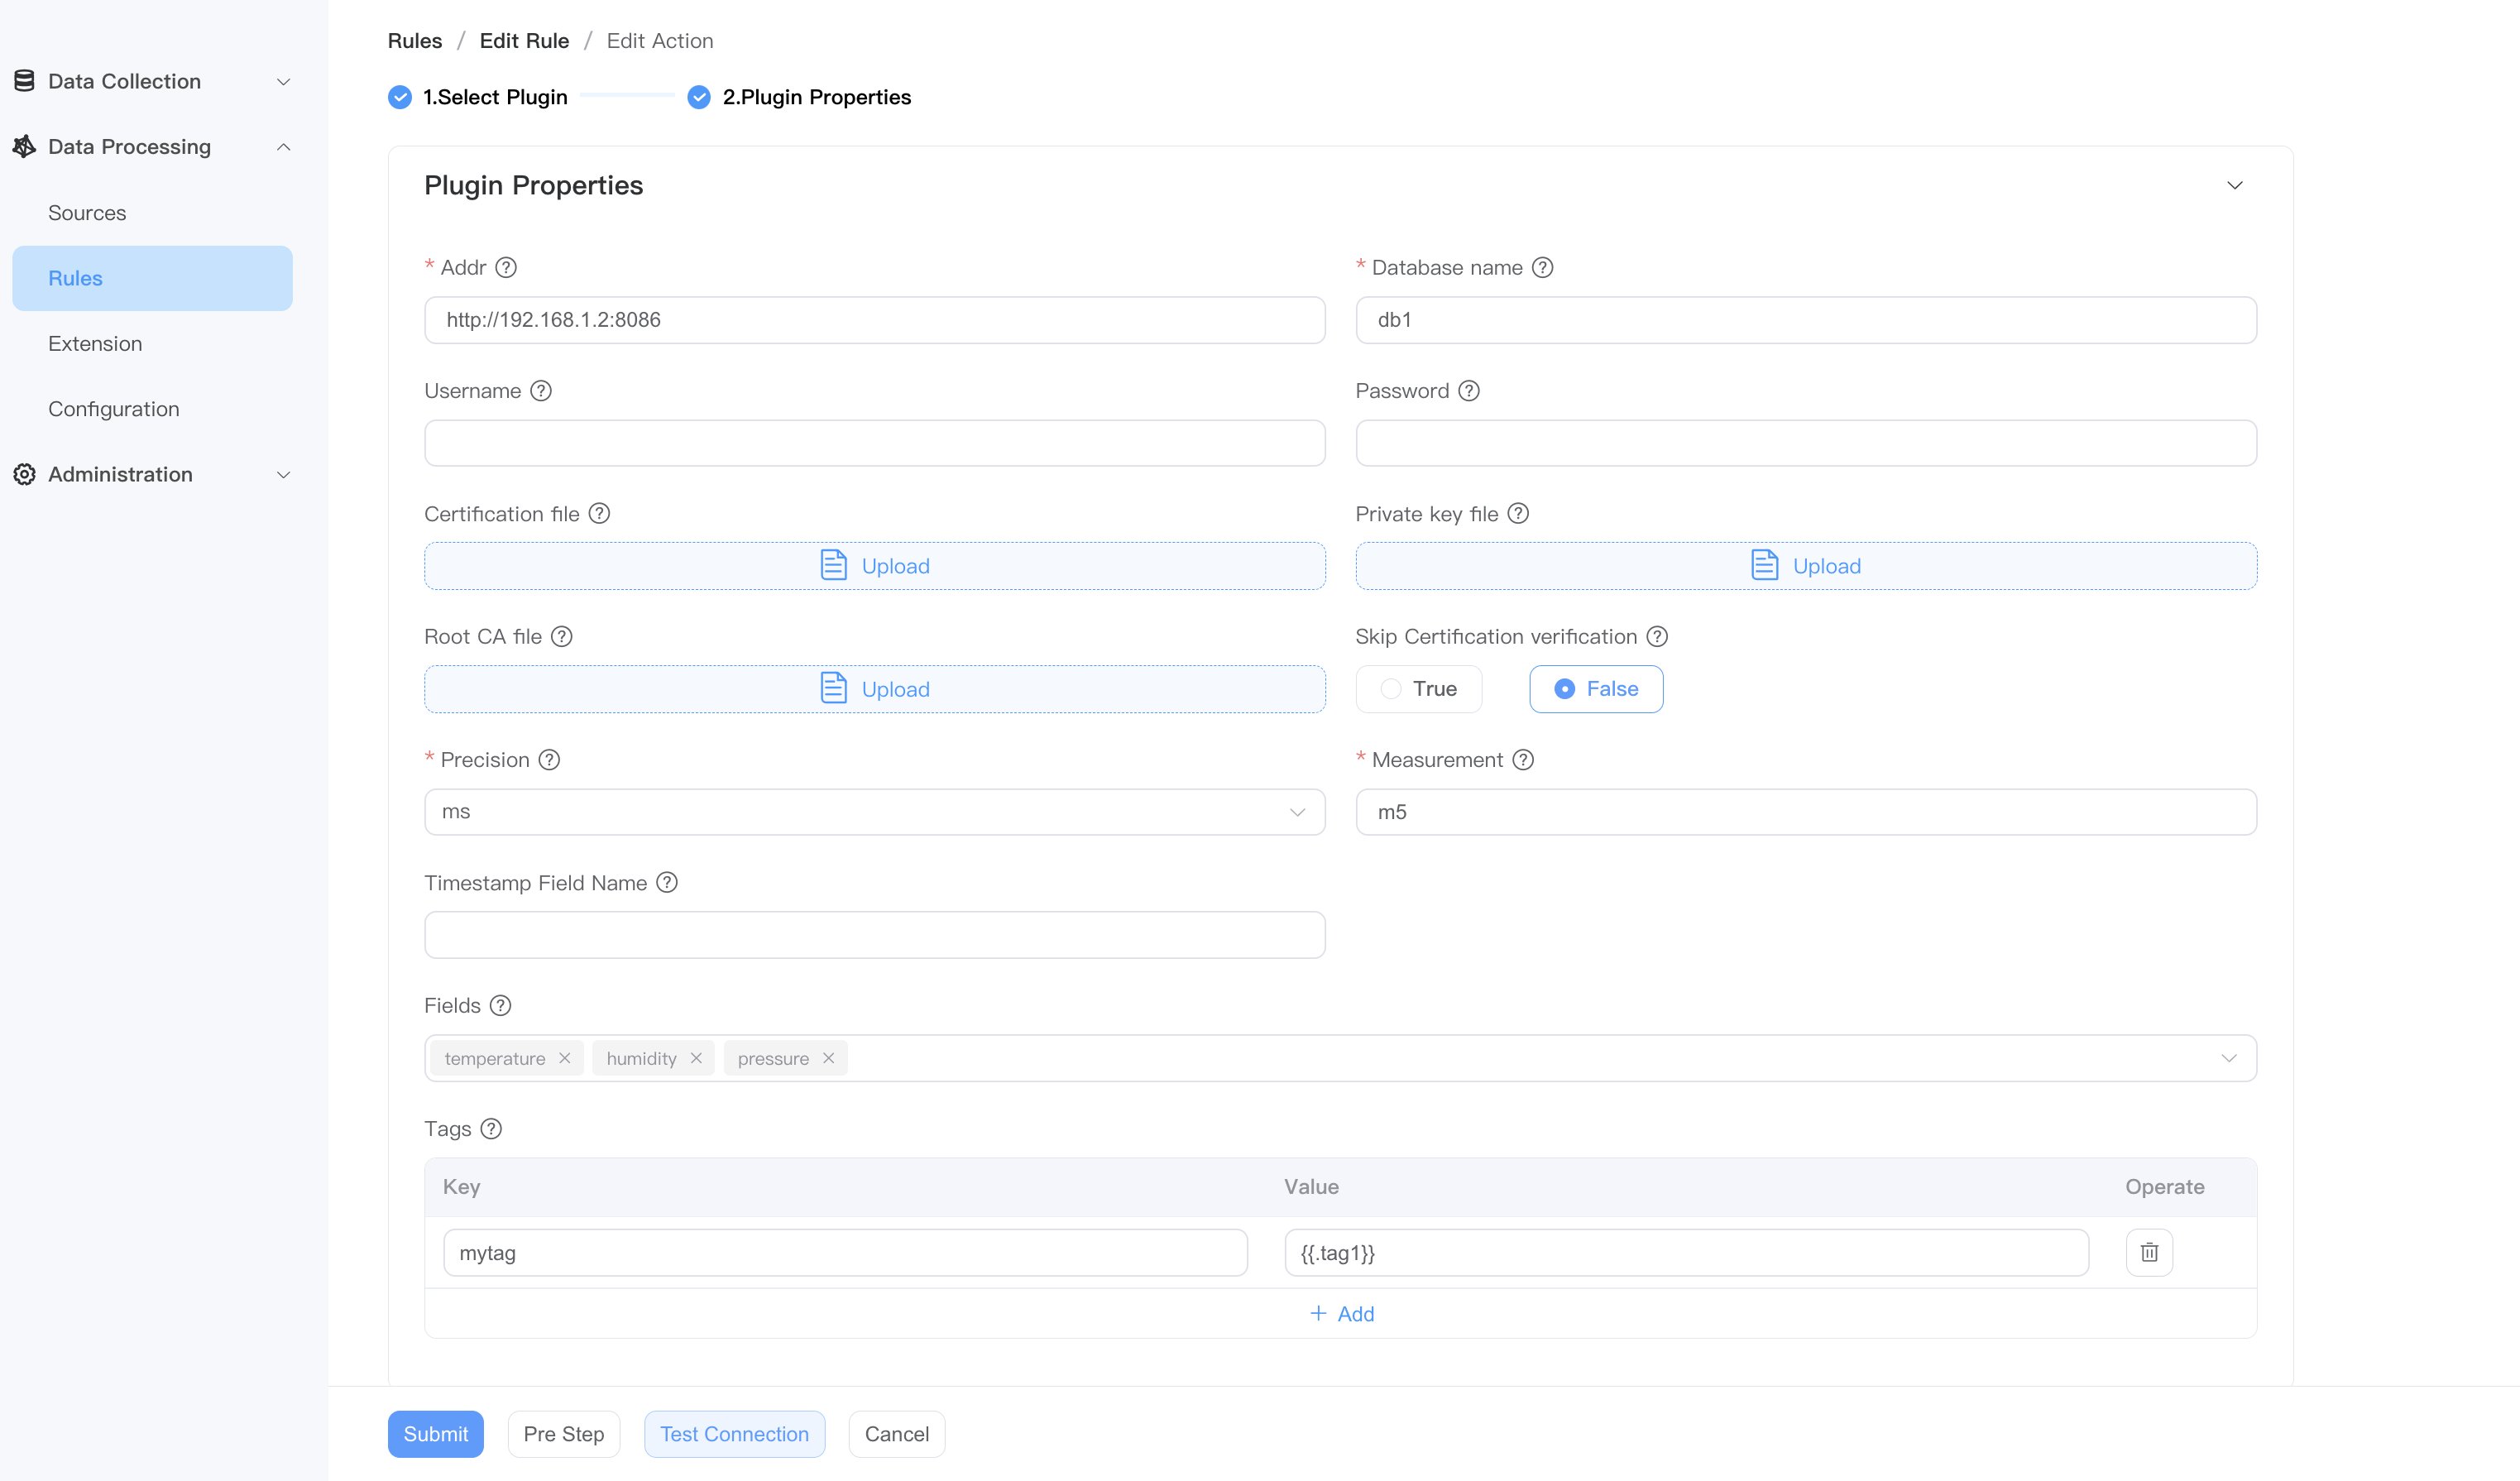 Data Collection
Data Processing
Sources
Rules
Extension
Configuration
Administration
Rules / Edit Rule / Edit Action
1.Select Plugin 2.Plugin Properties
Plugin Properties
* Addr ? * Database name ?
http://192.168.1.2:8086 db1
Username ? Password ?
Certification file ? Private key file ?
Upload Upload
Root CA file ? Skip Certification verification ?
Upload True False
* Precision ? * Measurement ?
ms m5
Timestamp Field Name ?
Fields ?
temperature × humidity × pressure ×
Tags ?
Key Value Operate
mytag {{.tag1}}
+ Add
Submit Pre Step Test Connection Cancel